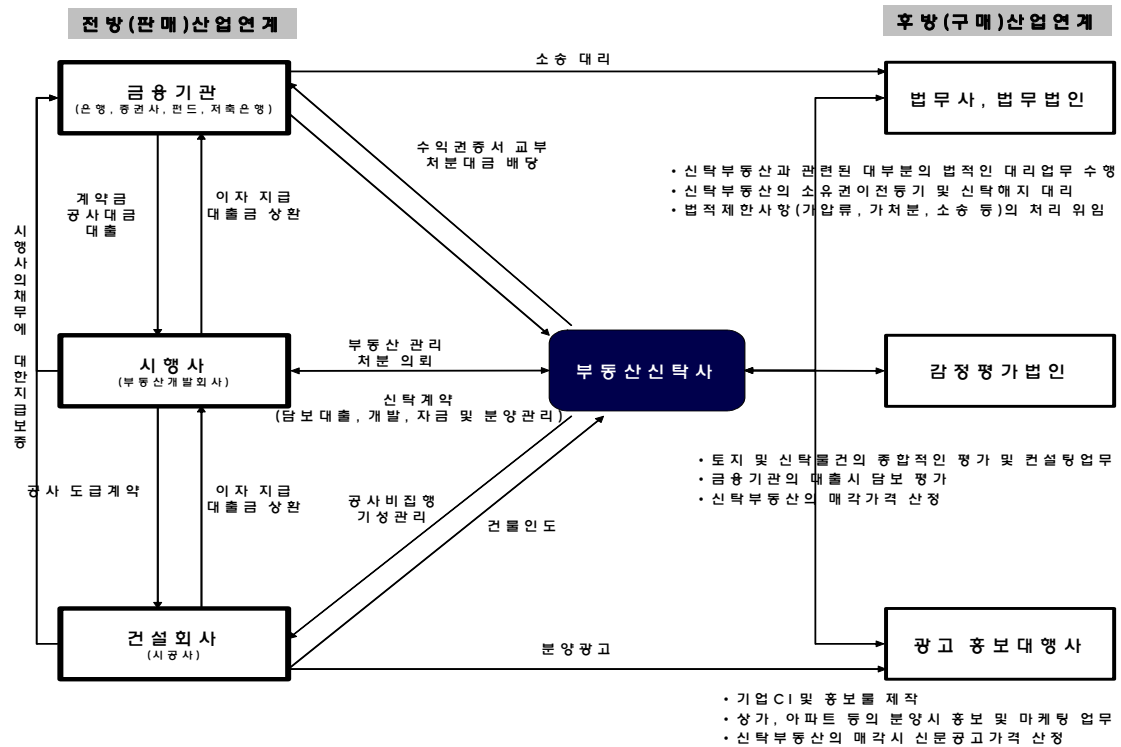 전방(판매)산업연계
후방(구매)산업연계
금융기관
(은행, 증권사, 펀드, 저축은행)
소송 대리
법무사, 법무법인
수익권증서 교부
처분대금 배당
• 신탁부동산과 관련된 대부분의 법적인 대리업무 수행
• 신탁부동산의 소유권이전등기 및 신탁해지 대리
• 법적제한사항(가압류, 가처분, 소송 등)의 처리 위임
계약금
공사대금
대출
이자 지급
대출금 상환
시행사의채무에 대한지급보증
시행사
(부동산개발회사)
부동산 관리
처분 의뢰
부동산신탁사
감정평가법인
신탁계약
(담보대출, 개발, 자금 및 분양관리)
• 토지 및 신탁물건의 종합적인 평가 및 컨설팅업무
• 금융기관의 대출시 담보 평가
• 신탁부동산의 매각가격 산정
공사 도급계약
이자 지급
대출금 상환
공사비집행
기성관리
건물인도
건설회사
(시공사)
분양광고
광고 홍보대행사
• 기업CI 및 홍보물 제작
• 상가, 아파트 등의 분양시 홍보 및 마케팅 업무
• 신탁부동산의 매각시 신문공고가격 산정